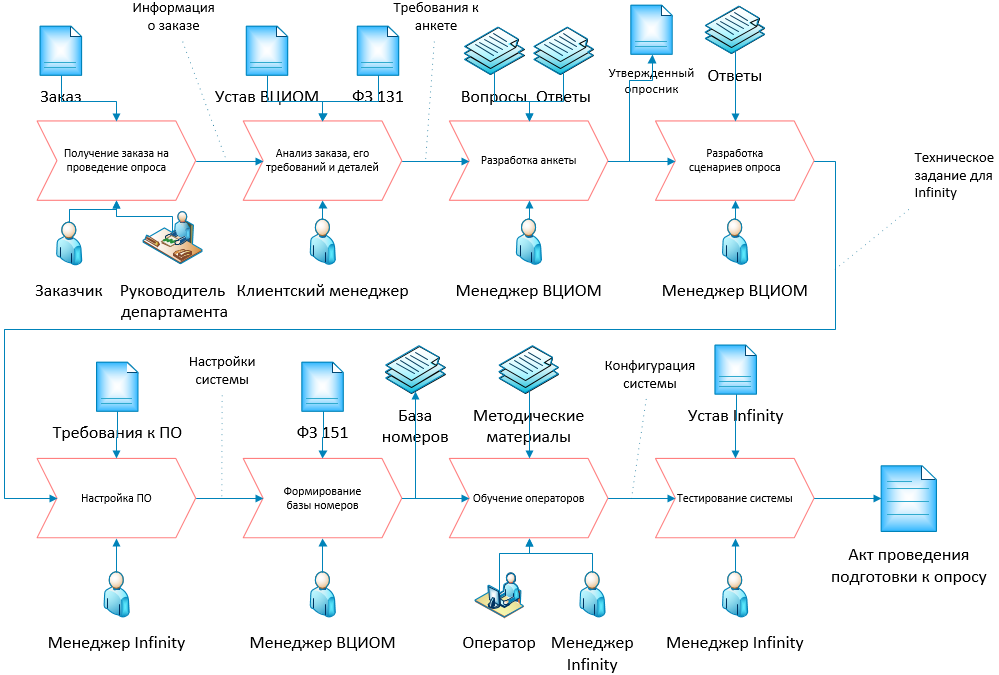 Информация
о заказе
Требования к
анкете
Заказ
Устав ВЦИОМ
ФЗ 131
Вопросы
Ответы
Утвержденный
опросник
Ответы
Получение заказа на
проведение опроса
Анализ заказа, его
требований и деталей
Разработка анкеты
Разработка
сценариев опроса
Техническое
задание для
Infinity
Заказчик
Руководитель
департамента
Клиентский менеджер
Менеджер ВЦИОМ
Менеджер ВЦИОМ
Настройки
системы
Конфигурация
системы
Требования к ПО
ФЗ 151
База
номеров
Методические
материалы
Устав Infinity
Настройка ПО
Формирование
базы номеров
Обучение операторов
Тестирование системы
Акт проведения
подготовки к опросу
Менеджер Infinity
Менеджер ВЦИОМ
Оператор
Менеджер
Infinity
Менеджер Infinity